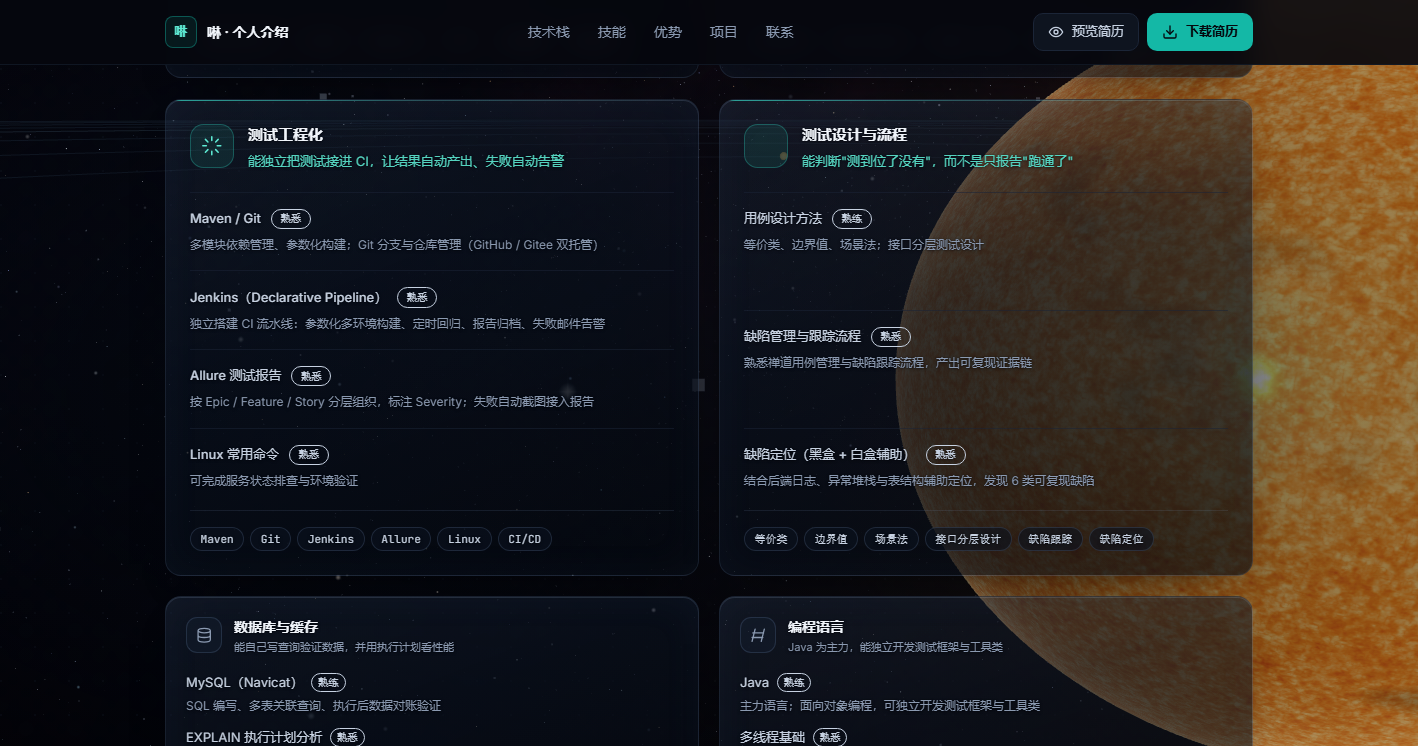 咻
咻 · 个人介绍
技术栈
技能
优势
项目
联系
预览简历
下载简历
测试工程化
能独立把测试接进 CI，让结果自动产出、失败自动告警
Maven / Git 熟悉
多模块依赖管理、参数化构建；Git 分支与仓库管理（GitHub / Gitee 双托管）
Jenkins（Declarative Pipeline） 熟悉
独立搭建 CI 流水线：参数化多环境构建、定时回归、报告归档、失败邮件告警
Allure 测试报告 熟悉
按 Epic / Feature / Story 分层组织，标注 Severity；失败自动截图接入报告
Linux 常用命令 熟悉
可完成服务状态排查与环境验证
Maven Git Jenkins Allure Linux CI/CD
测试设计与流程
能判断"测到位了没有"，而不是只报告"跑通了"
用例设计方法 熟练
等价类、边界值、场景法；接口分层测试设计
缺陷管理与跟踪流程 熟悉
熟悉禅道用例管理与缺陷跟踪流程，产出可复现证据链
缺陷定位（黑盒 + 白盒辅助） 熟悉
结合后端日志、异常堆栈与表结构辅助定位，发现 6 类可复现缺陷
等价类 边界值 场景法 接口分层设计 缺陷跟踪 缺陷定位
数据库与缓存
能自己写查询验证数据，并用执行计划看性能
MySQL（Navicat） 熟练
SQL 编写、多表关联查询、执行后数据对账验证
EXPLAIN 执行计划分析 熟悉
编程语言
Java 为主力，能独立开发测试框架与工具类
Java 熟练
主力语言；面向对象编程，可独立开发测试框架与工具类
多线程基础 熟悉